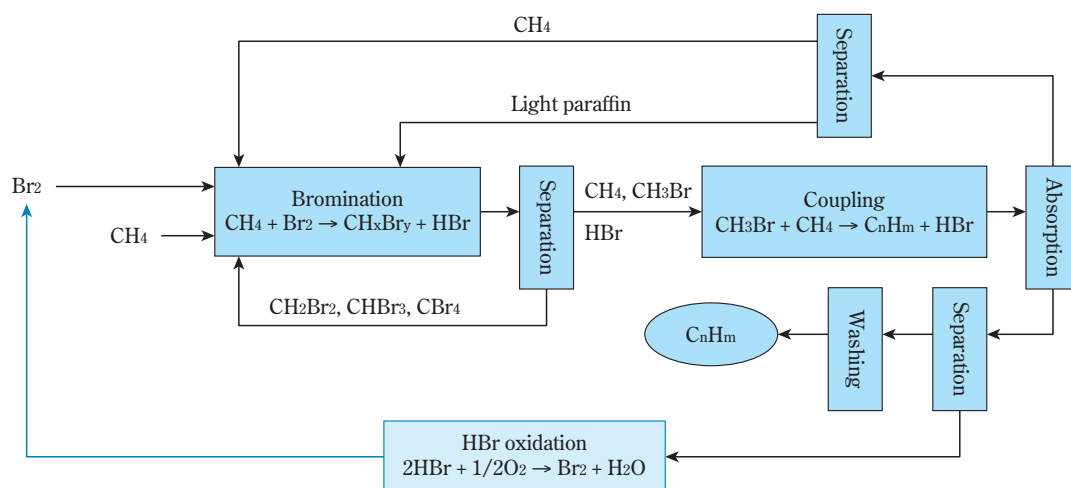 CH4
Separation
Light paraffin
Br2
CH4
Bromination
CH4 + Br2 → CHxBry + HBr
Separation
CH4, CH3Br
HBr
Coupling
CH3Br + CH4 → CnHm + HBr
Absorption
CH2Br2, CHBr3, CBr4
CnHm
Washing
Separation
HBr oxidation
2HBr + 1/2O2 → Br2 + H2O